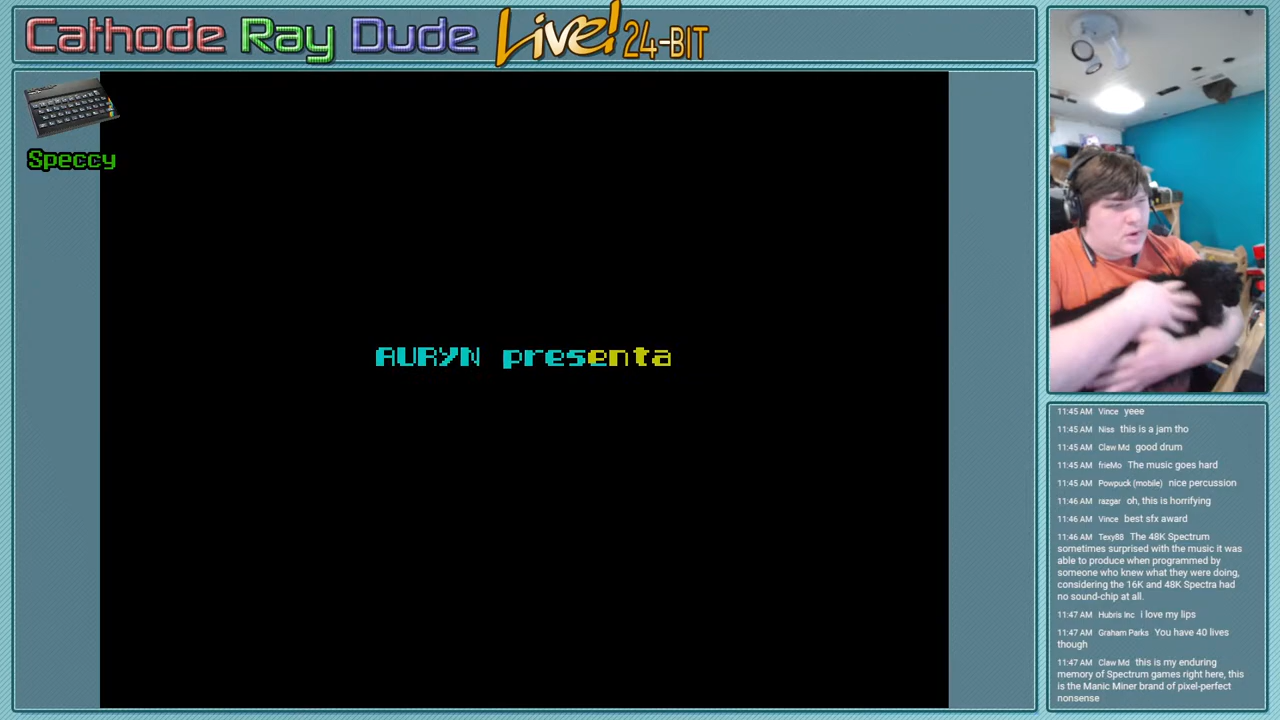 Cathode Ray Dude Live! 24-BIT
Speccy
AURYN presenta
11:45 AM Vince yeee
11:45 AM Niss this is a jam tho
11:45 AM Claw Md good drum
11:45 AM frieMo The music goes hard
11:45 AM Powpuck (mobile) nice percussion
11:46 AM razgar oh, this is horrifying
11:46 AM Vince best sfx award
11:46 AM Texy88 The 48K Spectrum
sometimes surprised with the music it was
able to produce when programmed by
someone who knew what they were doing,
considering the 16K and 48K Spectra had
no sound-chip at all.
11:47 AM Hubris Inc i love my lips
11:47 AM Graham Parks You have 40 lives
though
11:47 AM Claw Md this is my enduring
memory of Spectrum games right here, this
is the Manic Miner brand of pixel-perfect
nonsense